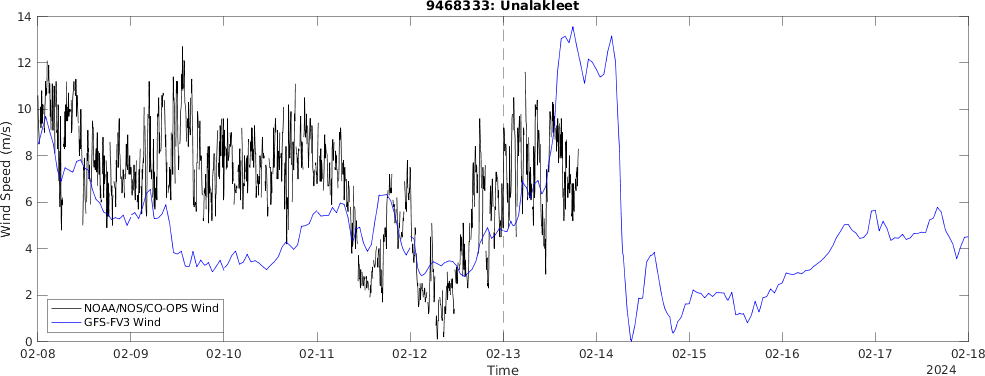 9468333: Unalakleet
14
12
10
8
6
4
2
0
Wind Speed (m/s)
NOAA/NOS/CO-OPS Wind
GFS-FV3 Wind
02-08 02-09 02-10 02-11 02-12 02-13 02-14 02-15 02-16 02-17 02-18
Time
2024